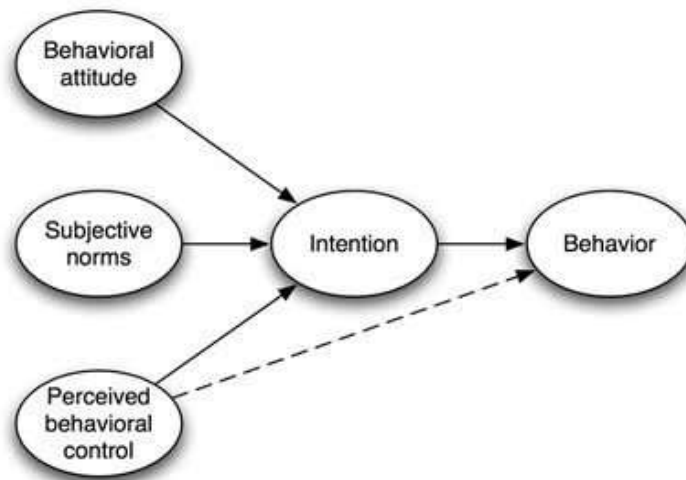 Behavioral
attitude
Subjective
norms
Intention
Behavior
Perceived
behavioral
control